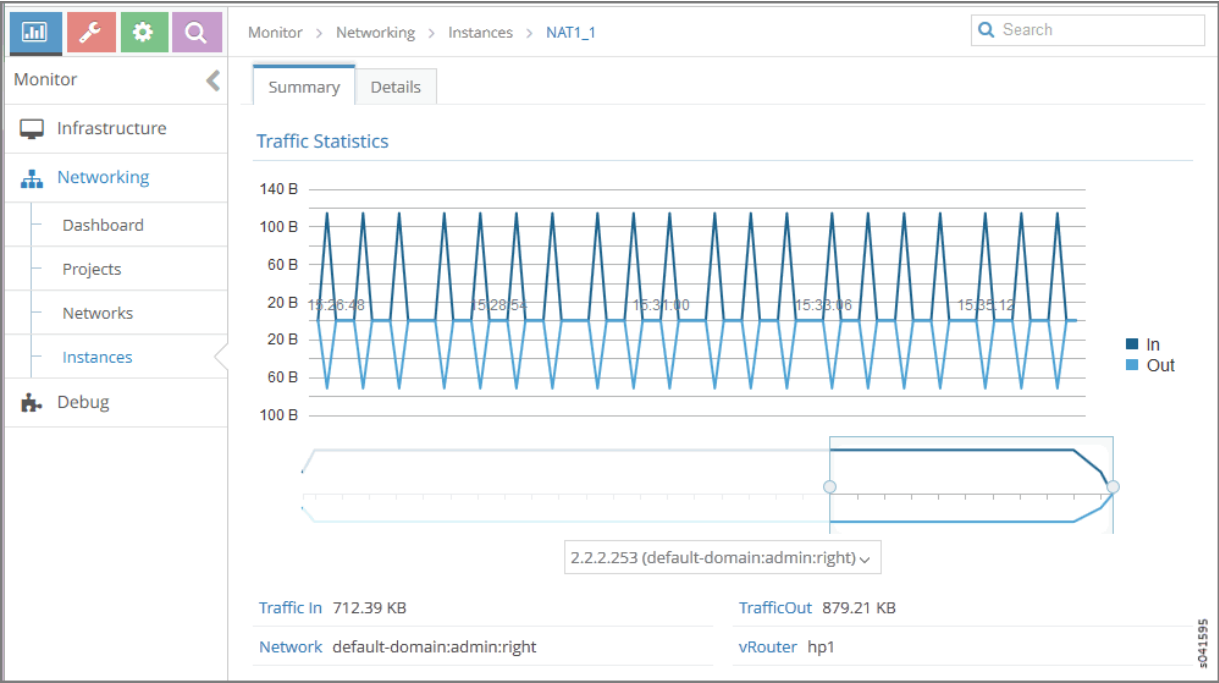 Monitor > Networking > Instances > NAT1_1
Search
Monitor
Infrastructure
Networking
Dashboard
Projects
Networks
Instances
Debug
Summary Details
Traffic Statistics
140 B
100 B
60 B
20 B
15:26:48 15:28:54 15:31:00 15:33:06 15:35:12
20 B
60 B
100 B
In
Out
2.2.2.253 (default-domain:admin:right)
Traffic In 712.39 KB
TrafficOut 879.21 KB
Network default-domain:admin:right
vRouter hp1
s041595